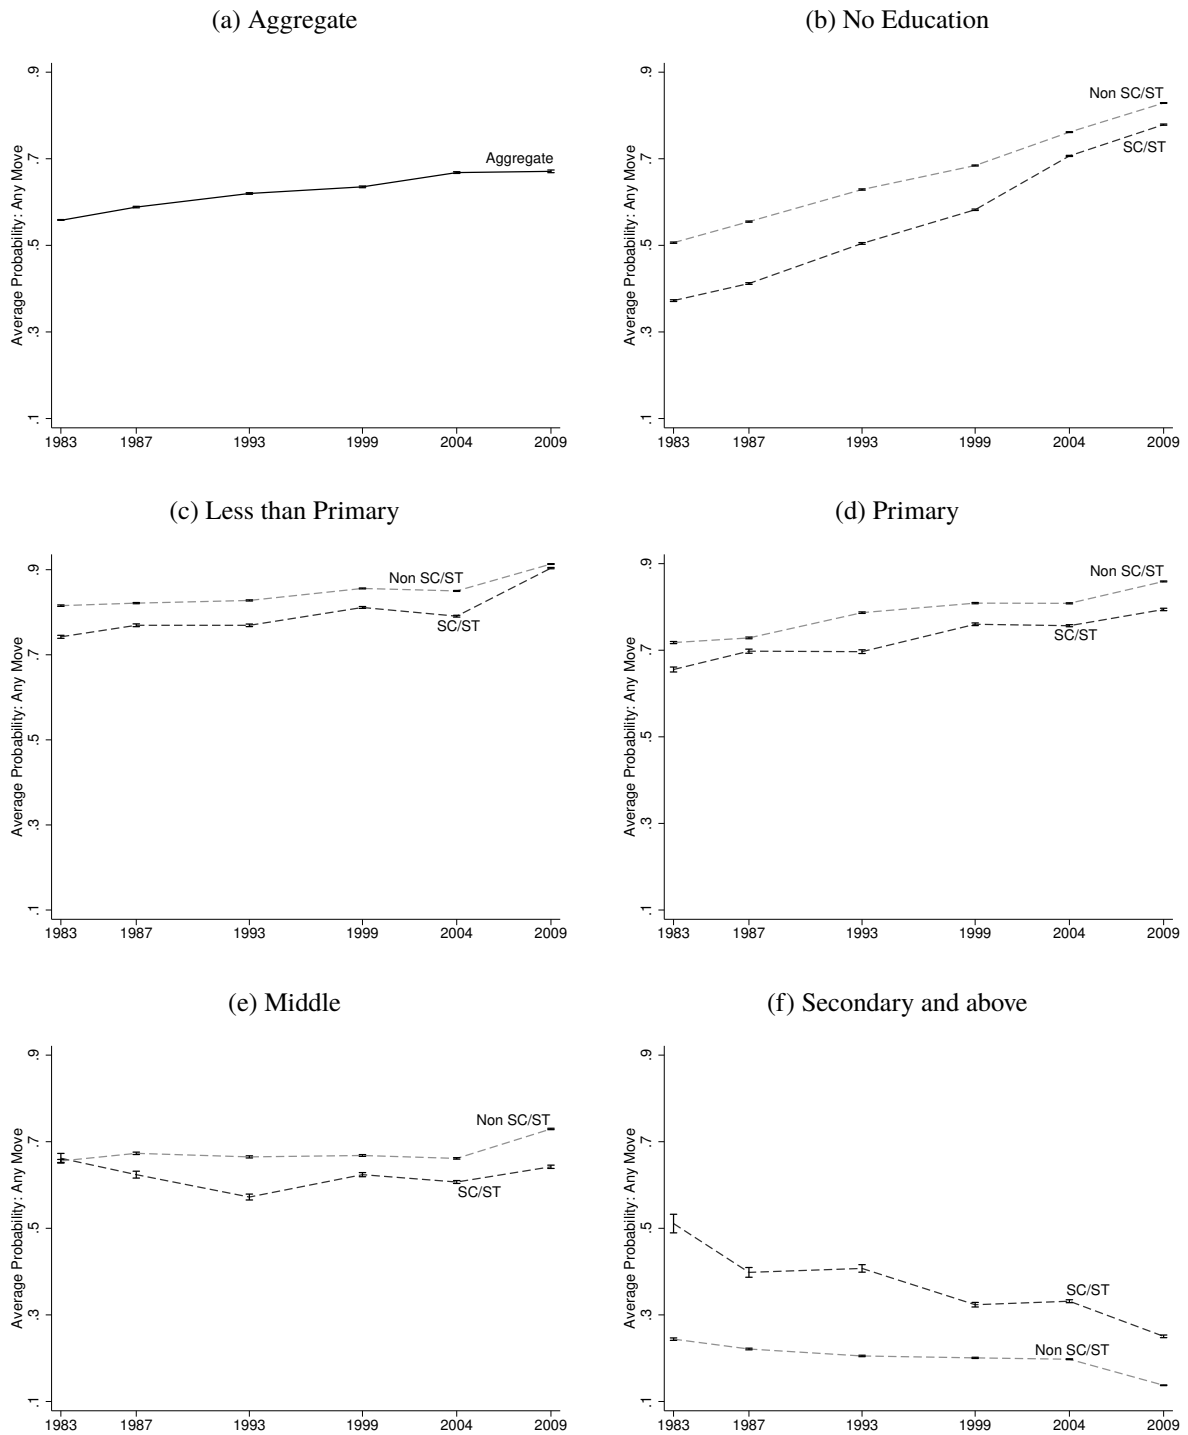 (a) Aggregate
Average Probability: Any Move
.1 .3 .5 .7 .9
Aggregate
1983 1987 1993 1999 2004 2009
(b) No Education
Average Probability: Any Move
.1 .3 .5 .7 .9
Non SC/ST
SC/ST
1983 1987 1993 1999 2004 2009
(c) Less than Primary
Average Probability: Any Move
.1 .3 .5 .7 .9
Non SC/ST
SC/ST
1983 1987 1993 1999 2004 2009
(d) Primary
Average Probability: Any Move
.1 .3 .5 .7 .9
Non SC/ST
SC/ST
1983 1987 1993 1999 2004 2009
(e) Middle
Average Probability: Any Move
.1 .3 .5 .7 .9
Non SC/ST
SC/ST
1983 1987 1993 1999 2004 2009
(f) Secondary and above
Average Probability: Any Move
.1 .3 .5 .7 .9
SC/ST
Non SC/ST
1983 1987 1993 1999 2004 2009